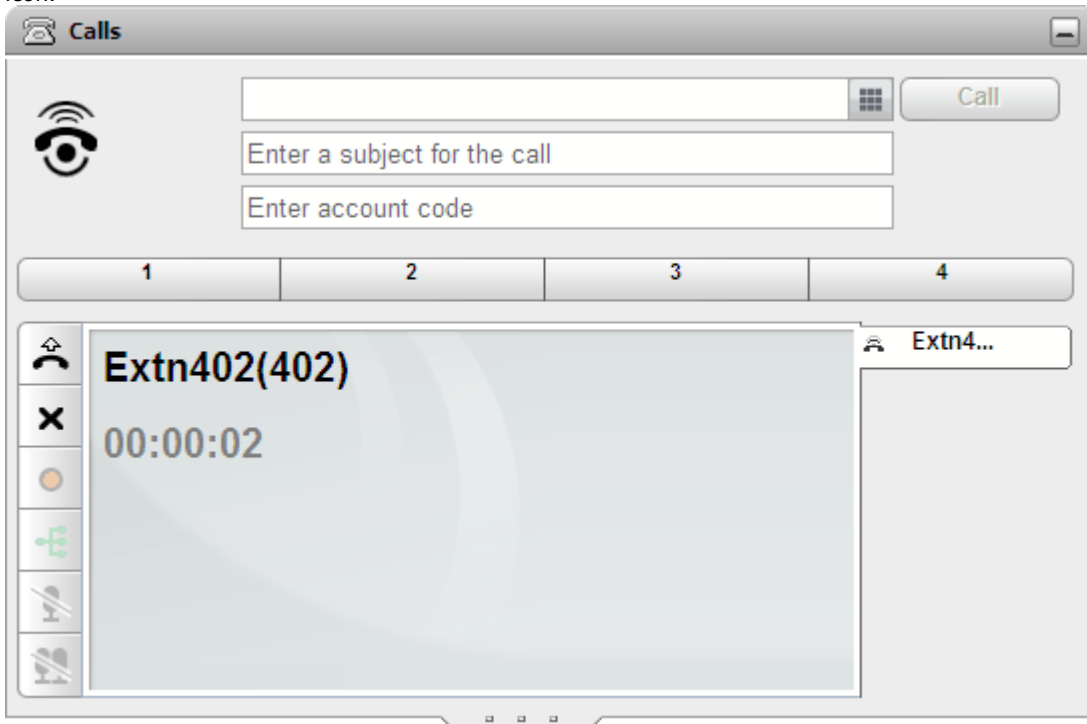 Calls
Call
Enter a subject for the call
Enter account code
1 2 3 4
Extn402(402)
Extn4...
00:00:02